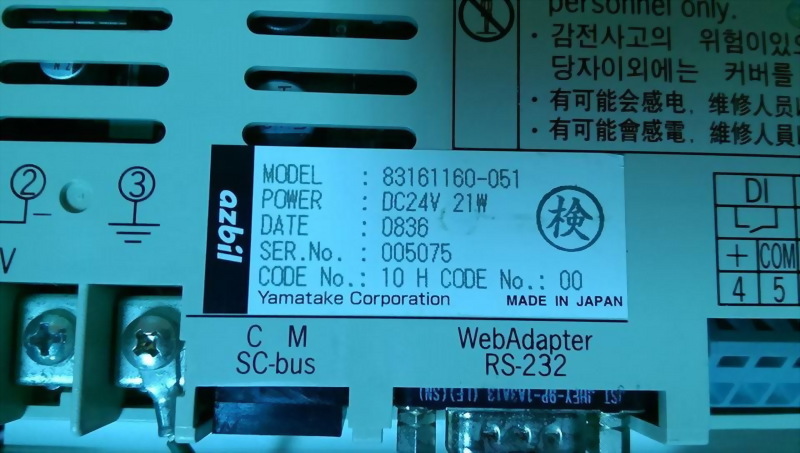 personnel only.
· 감전사고의 위험이있
당자이외에는 커버를
· 有可能会感电, 维修人员
· 有可能會感電, 維修人員
② ③
V
azbil
MODEL : 83161160-051
POWER : DC24V 21W
DATE : 0836
SER.No. : 005075
CODE No.: 10 H CODE No.: 00
Yamatake Corporation MADE IN JAPAN
検
DI
+ COM
4 5
C M
SC-bus
WebAdapter
RS-232